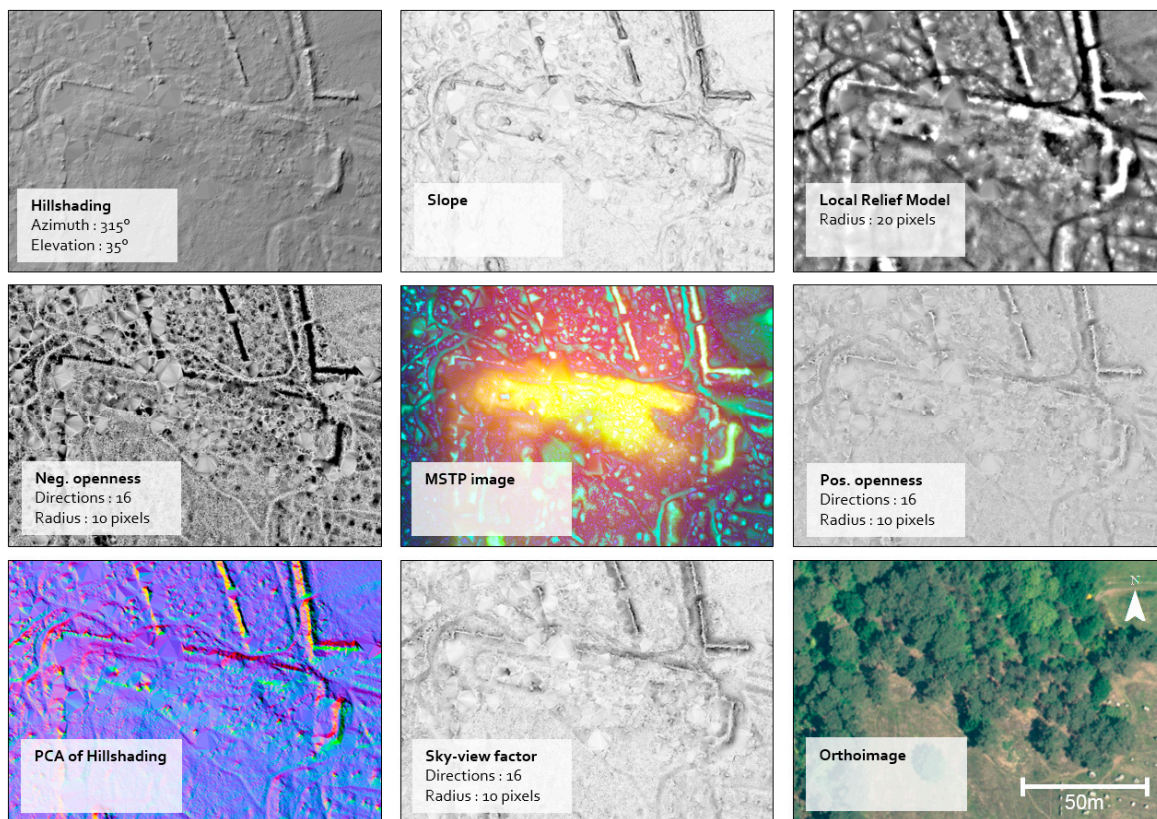 Hillshading
Azimuth : 315°
Elevation : 35°
Slope
Local Relief Model
Radius : 20 pixels
Neg. openness
Directions : 16
Radius : 10 pixels
MSTP image
Pos. openness
Directions : 16
Radius : 10 pixels
PCA of Hillshading
Sky-view factor
Directions : 16
Radius : 10 pixels
N
Orthoimage
50m